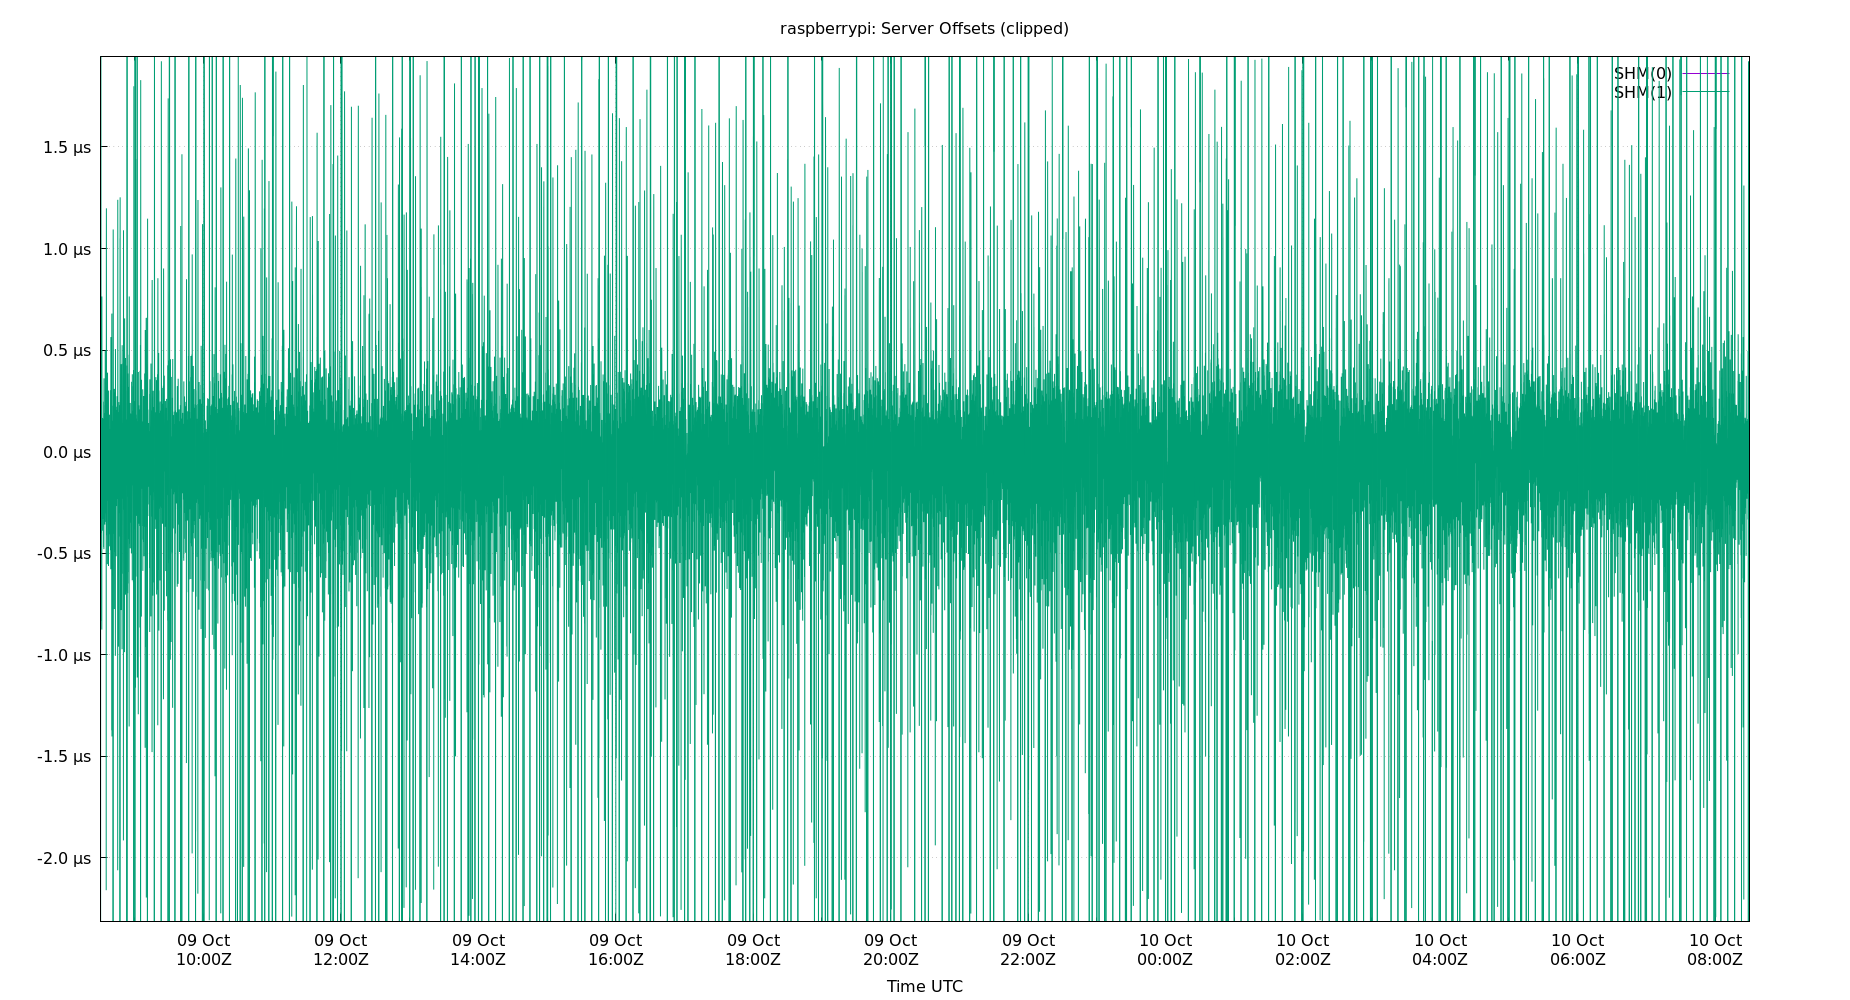 raspberrypi: Server Offsets (clipped)
SHM(0)
SHM(1)
1.5 µs
1.0 µs
0.5 µs
0.0 µs
-0.5 µs
-1.0 µs
-1.5 µs
-2.0 µs
09 Oct 09 Oct 09 Oct 09 Oct 09 Oct 09 Oct 09 Oct 10 Oct 10 Oct 10 Oct 10 Oct 10 Oct
10:00Z 12:00Z 14:00Z 16:00Z 18:00Z 20:00Z 22:00Z 00:00Z 02:00Z 04:00Z 06:00Z 08:00Z
Time UTC